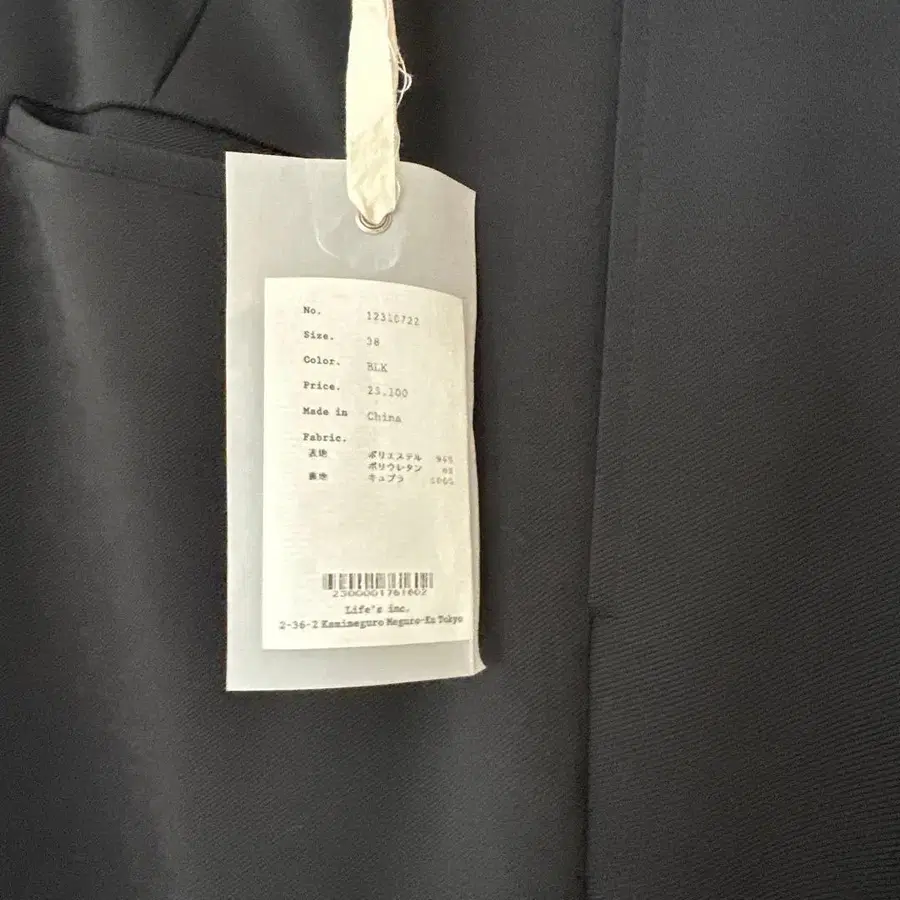 No. 12310722
Size. 38
Color. BLK
Price. 23.100
Made in China
Fabric.
表地 ポリエステル
ポリウレタン
裏地 キュプラ 100%
2300001761602
Life's inc.
2-36-2 Kamimeguro Meguro-Ku Tokyo